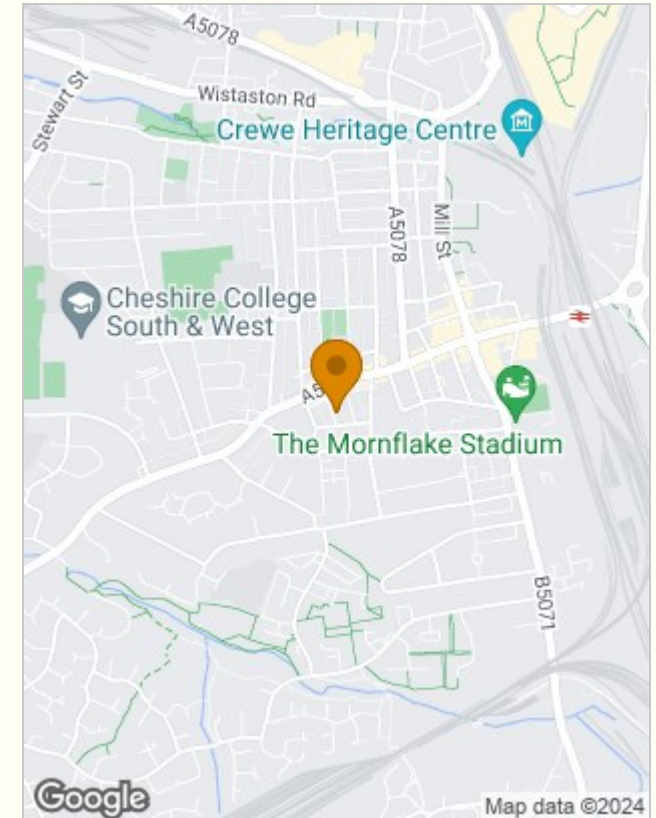 A5078
Wistaston Rd
Stewart St
Crewe Heritage Centre
M
A5078
Mill St
Cheshire College
South & West
The Mornflake Stadium
B5071
Google
Map data ©2024